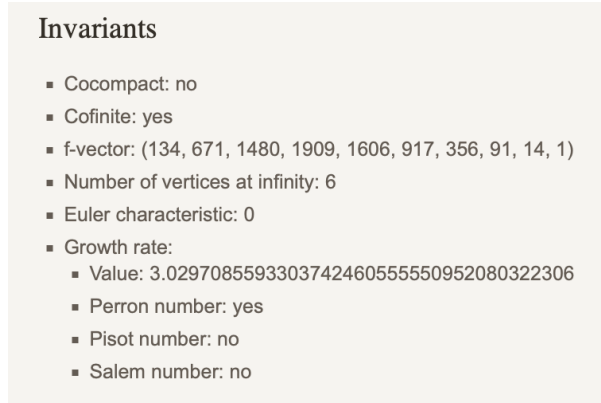 Invariants
▪ Cocompact: no
▪ Cofinite: yes
▪ f-vector: (134, 671, 1480, 1909, 1606, 917, 356, 91, 14, 1)
▪ Number of vertices at infinity: 6
▪ Euler characteristic: 0
▪ Growth rate:
▪ Value: 3.0297085593303742460555550952080322306
▪ Perron number: yes
▪ Pisot number: no
▪ Salem number: no